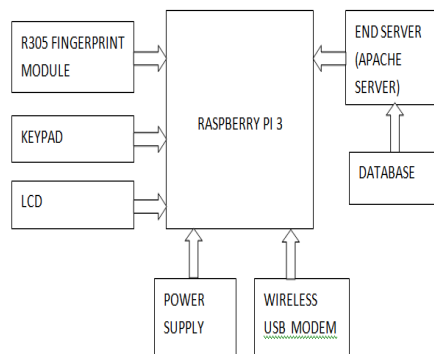 R305 FINGERPRINT
MODULE
KEYPAD
LCD
RASPBERRY PI 3
END SERVER
(APACHE
SERVER)
DATABASE
POWER
SUPPLY
WIRELESS
USB MODEM